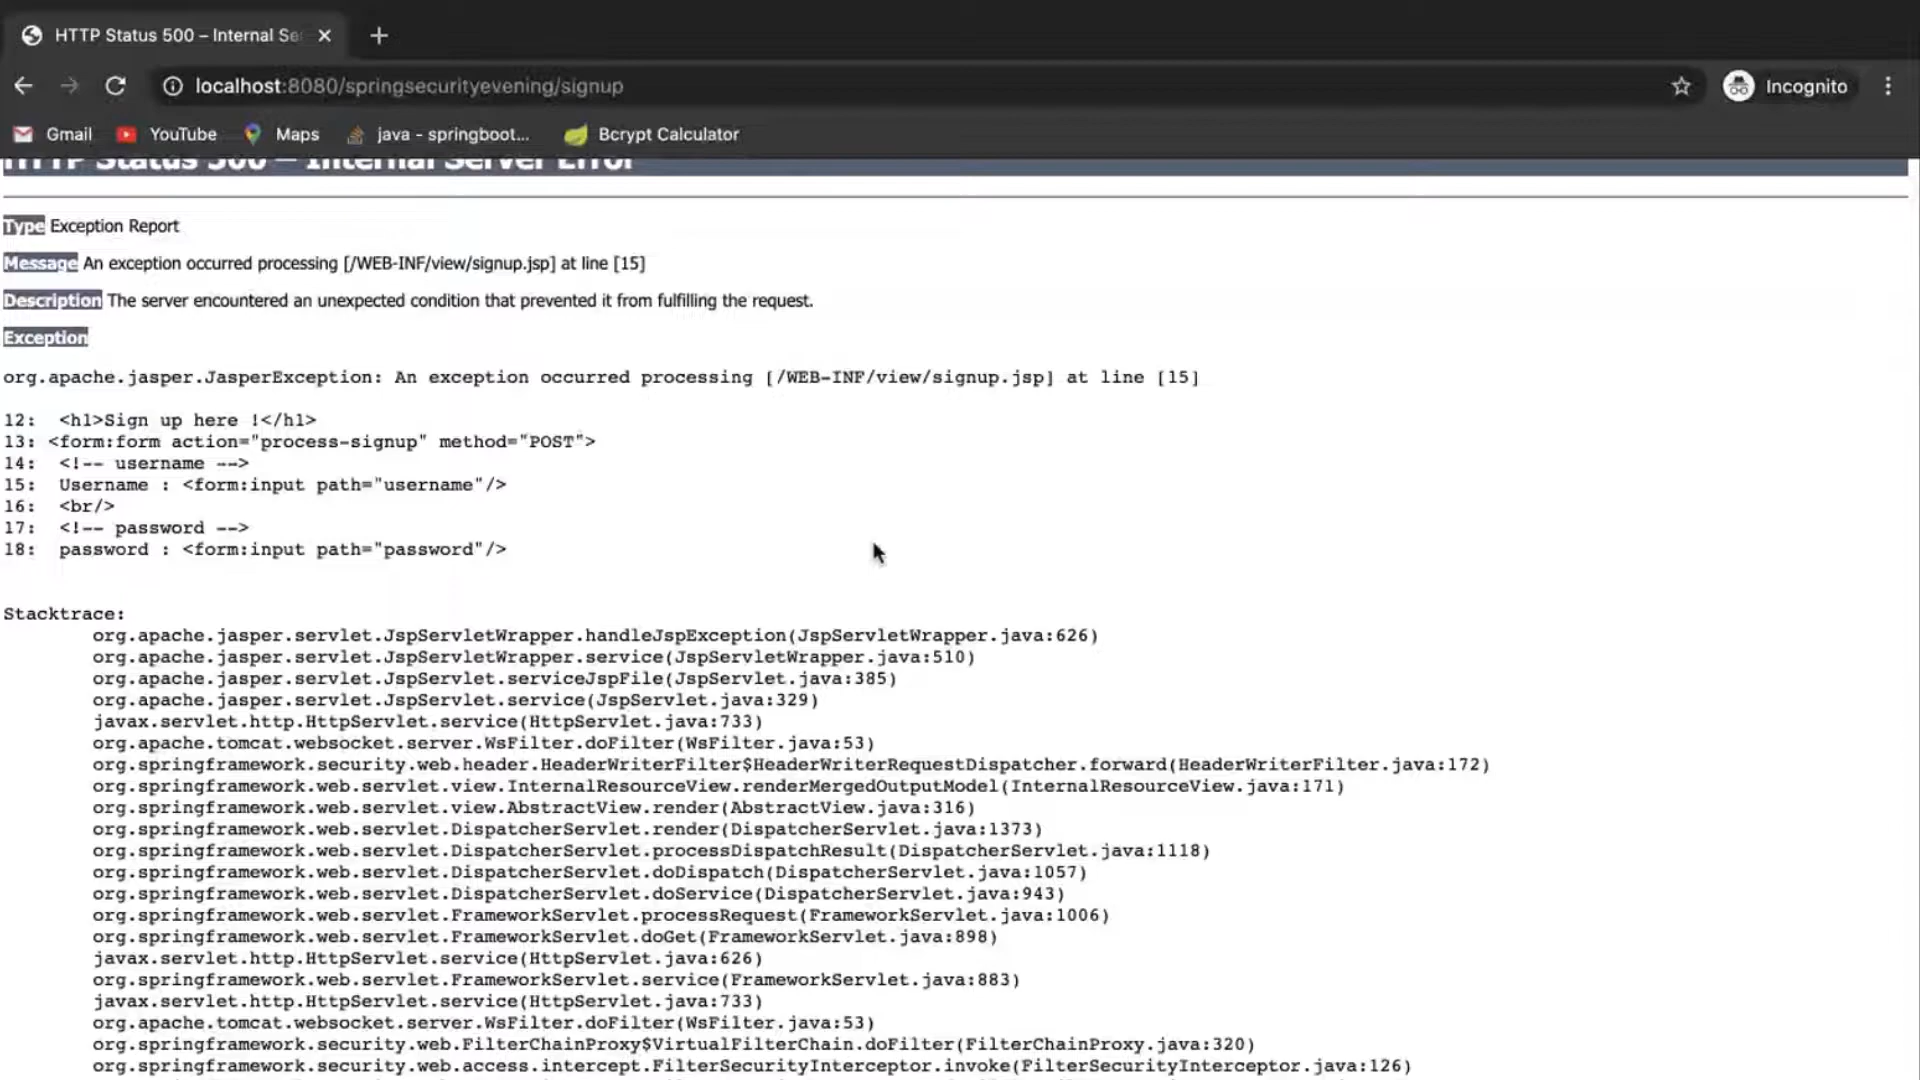 HTTP Status 500 – Internal Se
localhost:8080/springsecurityevening/signup
Incognito
Gmail
YouTube
Maps
java - springboot...
Bcrypt Calculator
HTTP Status 500 – Internal Server Error
Type Exception Report
Message An exception occurred processing [/WEB-INF/view/signup.jsp] at line [15]
Description The server encountered an unexpected condition that prevented it from fulfilling the request.
Exception
org.apache.jasper.JasperException: An exception occurred processing [/WEB-INF/view/signup.jsp] at line [15]
12: <h1>Sign up here !</h1>
13: <form:form action="process-signup" method="POST">
14: <!-- username -->
15: Username : <form:input path="username"/>
16: <br/>
17: <!-- password -->
18: password : <form:input path="password"/>
Stacktrace:
org.apache.jasper.servlet.JspServletWrapper.handleJspException(JspServletWrapper.java:626)
org.apache.jasper.servlet.JspServletWrapper.service(JspServletWrapper.java:510)
org.apache.jasper.servlet.JspServlet.serviceJspFile(JspServlet.java:385)
org.apache.jasper.servlet.JspServlet.service(JspServlet.java:329)
javax.servlet.http.HttpServlet.service(HttpServlet.java:733)
org.apache.tomcat.websocket.server.WsFilter.doFilter(WsFilter.java:53)
org.springframework.security.web.header.HeaderWriterFilter$HeaderWriterRequestDispatcher.forward(HeaderWriterFilter.java:172)
org.springframework.web.servlet.view.InternalResourceView.renderMergedOutputModel(InternalResourceView.java:171)
org.springframework.web.servlet.view.AbstractView.render(AbstractView.java:316)
org.springframework.web.servlet.DispatcherServlet.render(DispatcherServlet.java:1373)
org.springframework.web.servlet.DispatcherServlet.processDispatchResult(DispatcherServlet.java:1118)
org.springframework.web.servlet.DispatcherServlet.doDispatch(DispatcherServlet.java:1057)
org.springframework.web.servlet.DispatcherServlet.doService(DispatcherServlet.java:943)
org.springframework.web.servlet.FrameworkServlet.processRequest(FrameworkServlet.java:1006)
org.springframework.web.servlet.FrameworkServlet.doGet(FrameworkServlet.java:898)
javax.servlet.http.HttpServlet.service(HttpServlet.java:626)
org.springframework.web.servlet.FrameworkServlet.service(FrameworkServlet.java:883)
javax.servlet.http.HttpServlet.service(HttpServlet.java:733)
org.apache.tomcat.websocket.server.WsFilter.doFilter(WsFilter.java:53)
org.springframework.security.web.FilterChainProxy$VirtualFilterChain.doFilter(FilterChainProxy.java:320)
org.springframework.security.web.access.intercept.FilterSecurityInterceptor.invoke(FilterSecurityInterceptor.java:126)